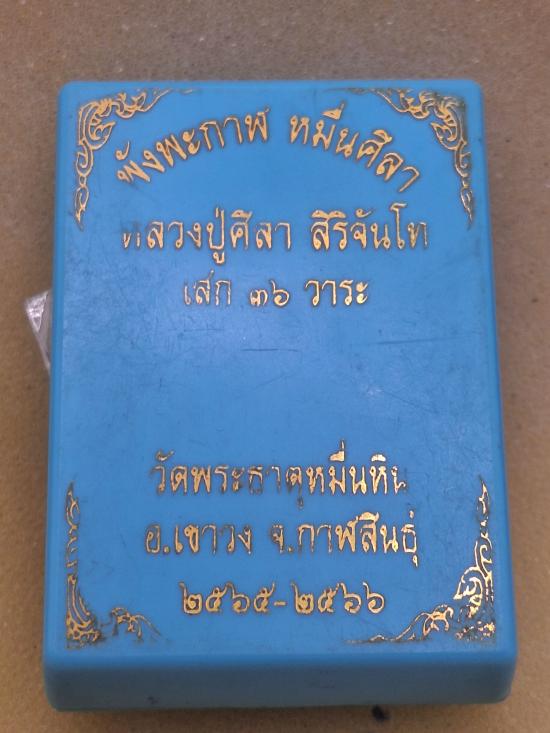 พังพะกาฬ หมื่นศิลา
หลวงปู่ศิลา สิริจันโท
เสก ๓๖ วาระ
วัดพระธาตุหมื่นหิน
อ.เขาวง จ.กาฬสินธุ์
๒๕๖๕-๒๕๖๖